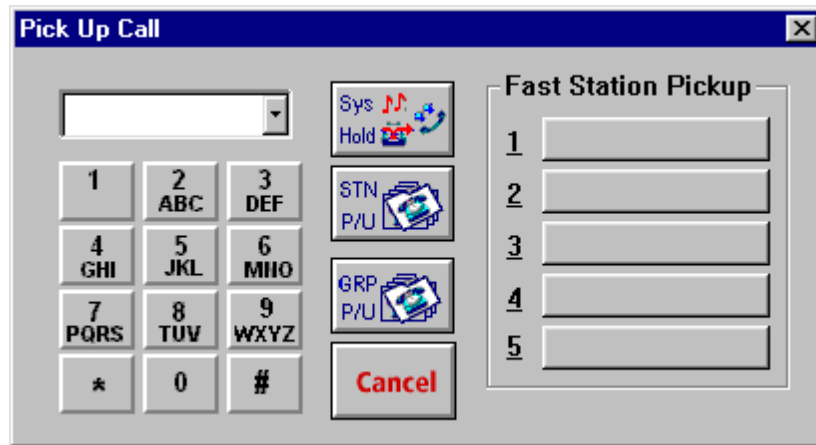 Pick Up Call
Sys
Hold
STN
P/U
GRP
P/U
Cancel
1
2
ABC
3
DEF
4
GHI
5
JKL
6
MNO
7
PQRS
8
TUV
9
WXYZ
*
0
#
Fast Station Pickup
1
2
3
4
5